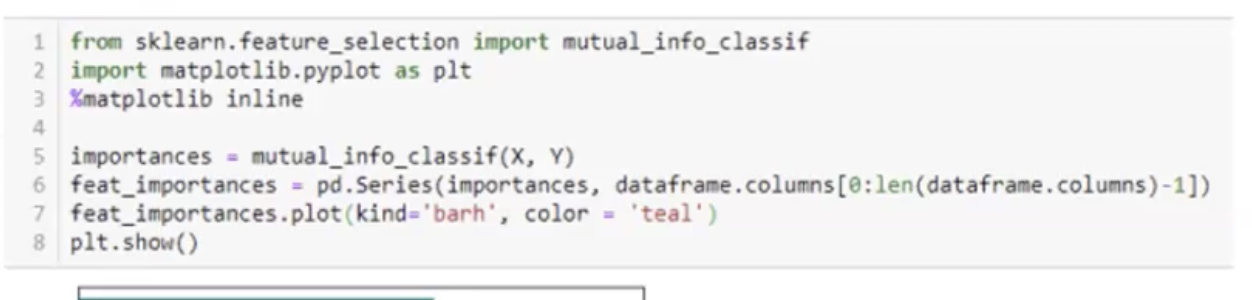 1 from sklearn.feature_selection import mutual_info_classif
2 import matplotlib.pyplot as plt
3 %matplotlib inline
4
5 importances = mutual_info_classif(X, Y)
6 feat_importances = pd.Series(importances, dataframe.columns[0:len(dataframe.columns)-1])
7 feat_importances.plot(kind='barh', color = 'teal')
8 plt.show()